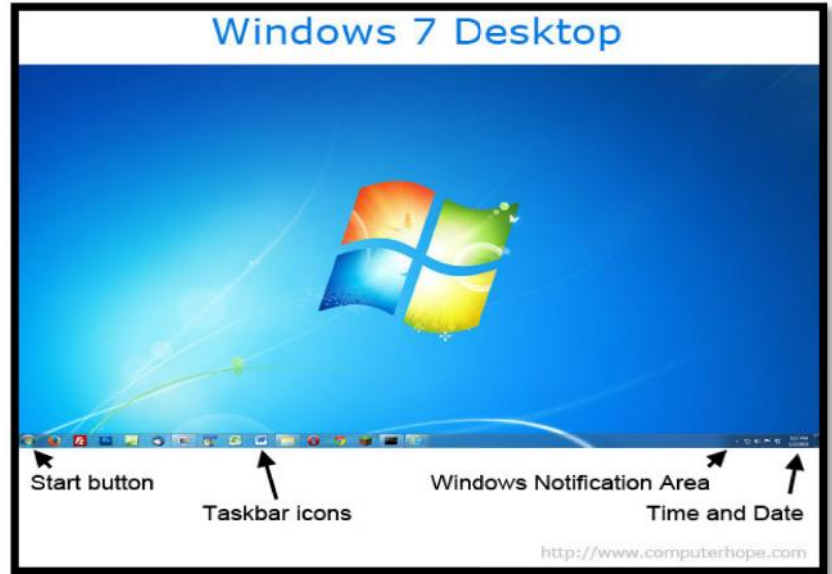 Windows 7 Desktop
Start button
Taskbar icons
Windows Notification Area
Time and Date
http://www.computerhope.com